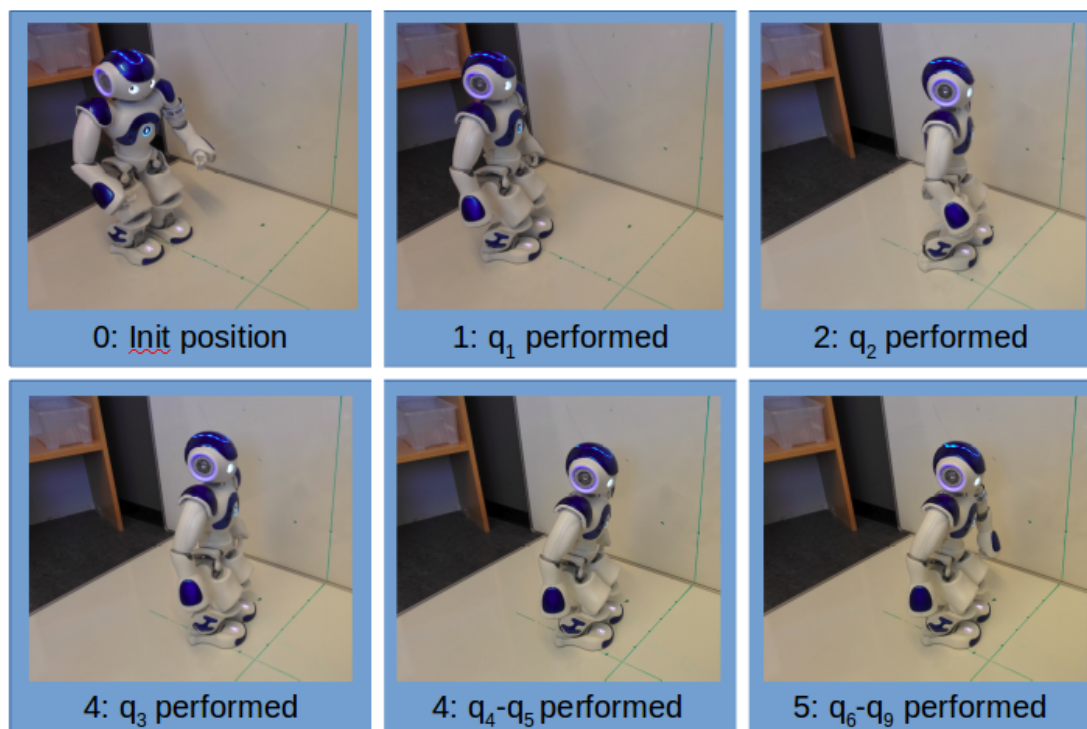 0: Init position
1: q₁ performed
2: q₂ performed
4: q₃ performed
4: q₄-q₅ performed
5: q₆-q₉ performed